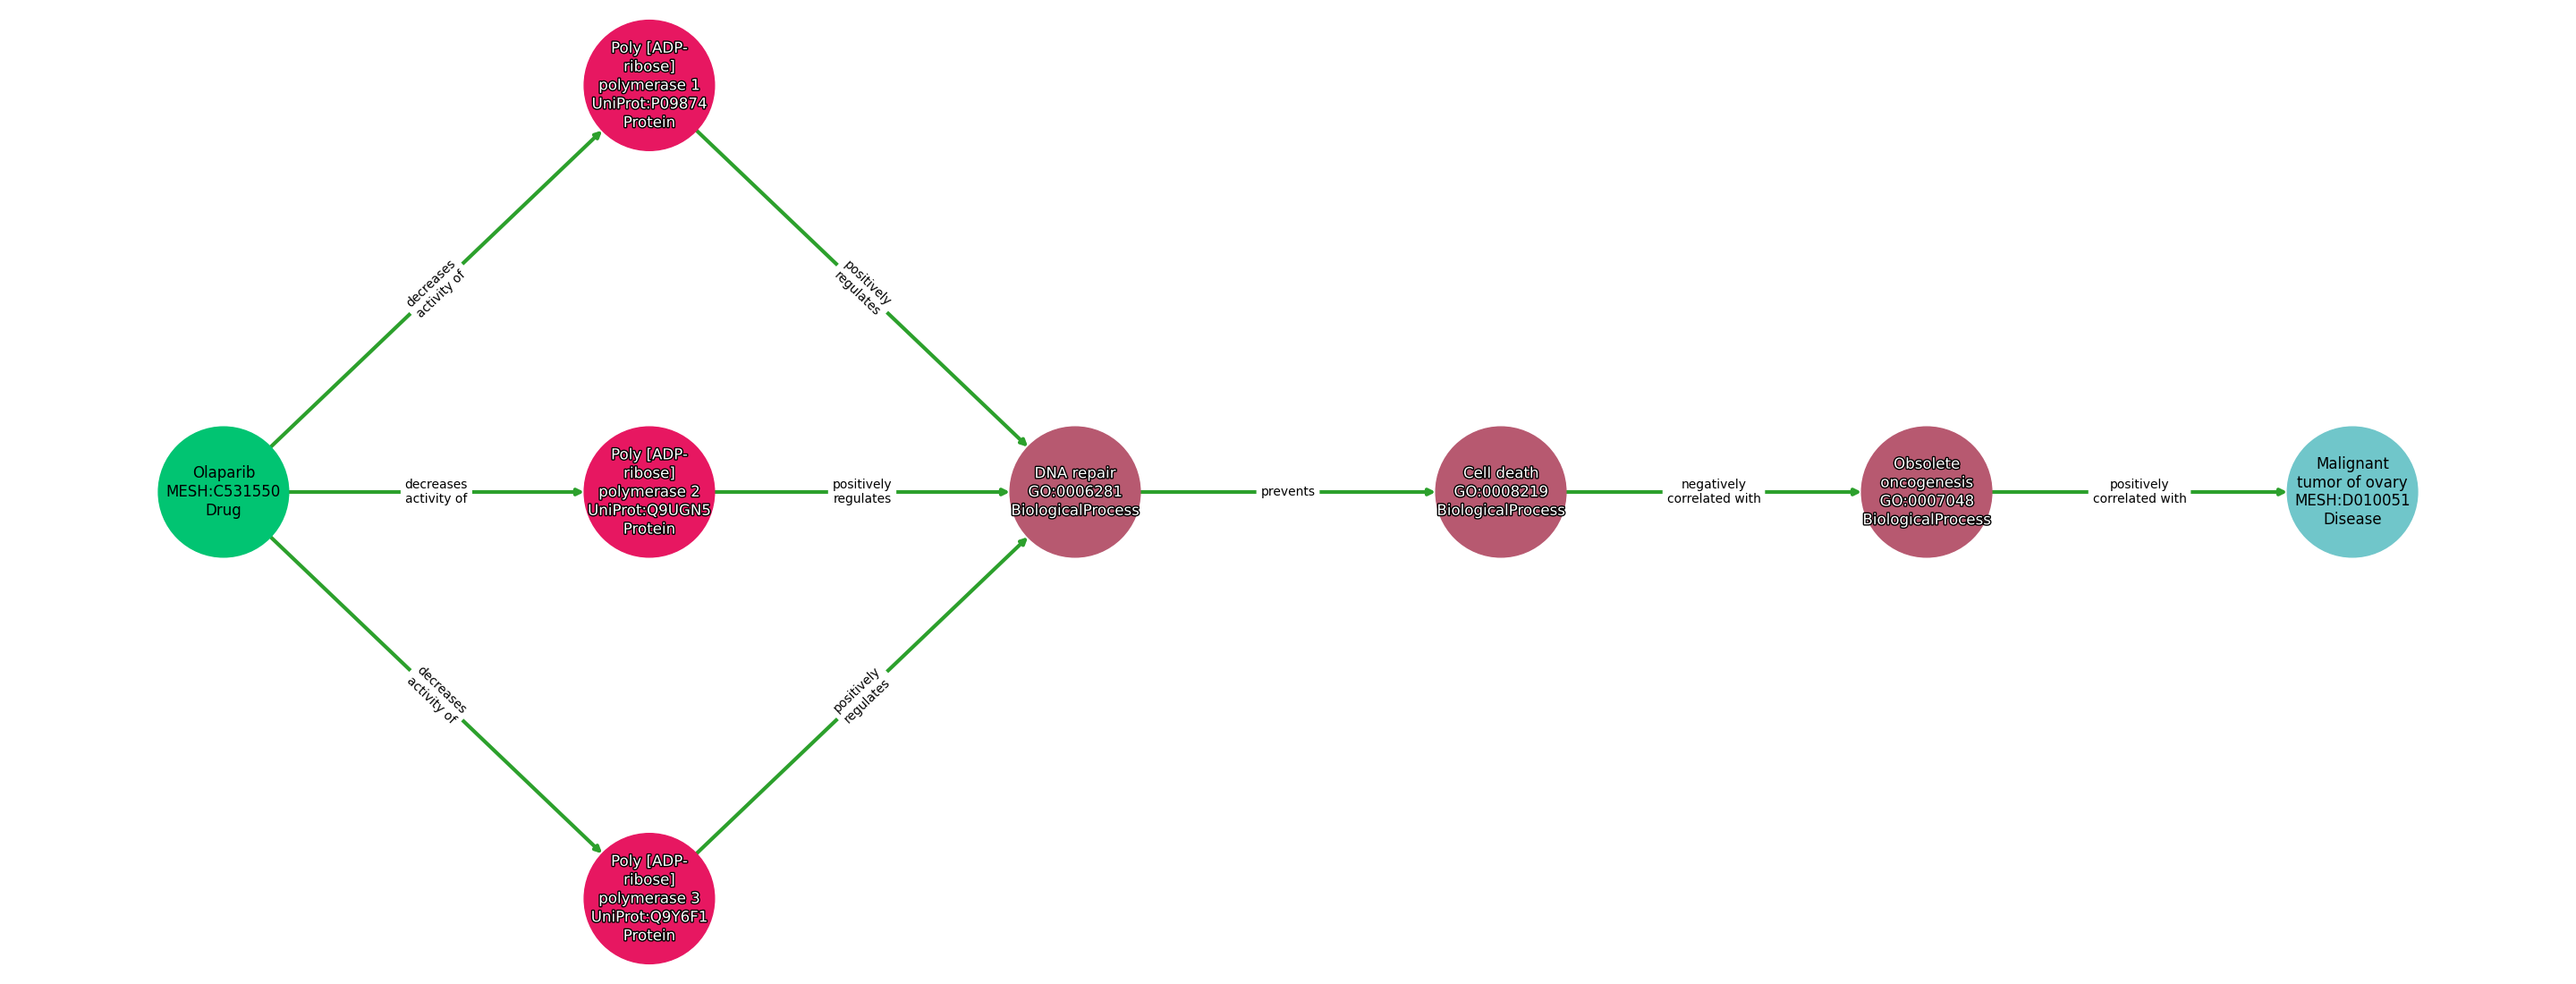 Poly [ADP-
ribose]
polymerase 1
UniProt:P09874
Protein
decreases
activity of
positively
regulates
Olaparib
MESH:C531550
Drug
decreases
activity of
Poly [ADP-
ribose]
polymerase 2
UniProt:Q9UGN5
Protein
positively
regulates
DNA repair
GO:0006281
BiologicalProcess
prevents
Cell death
GO:0008219
BiologicalProcess
negatively
correlated with
Obsolete
oncogenesis
GO:0007048
BiologicalProcess
positively
correlated with
Malignant
tumor of ovary
MESH:D010051
Disease
decreases
activity of
positively
regulates
Poly [ADP-
ribose]
polymerase 3
UniProt:Q9Y6F1
Protein